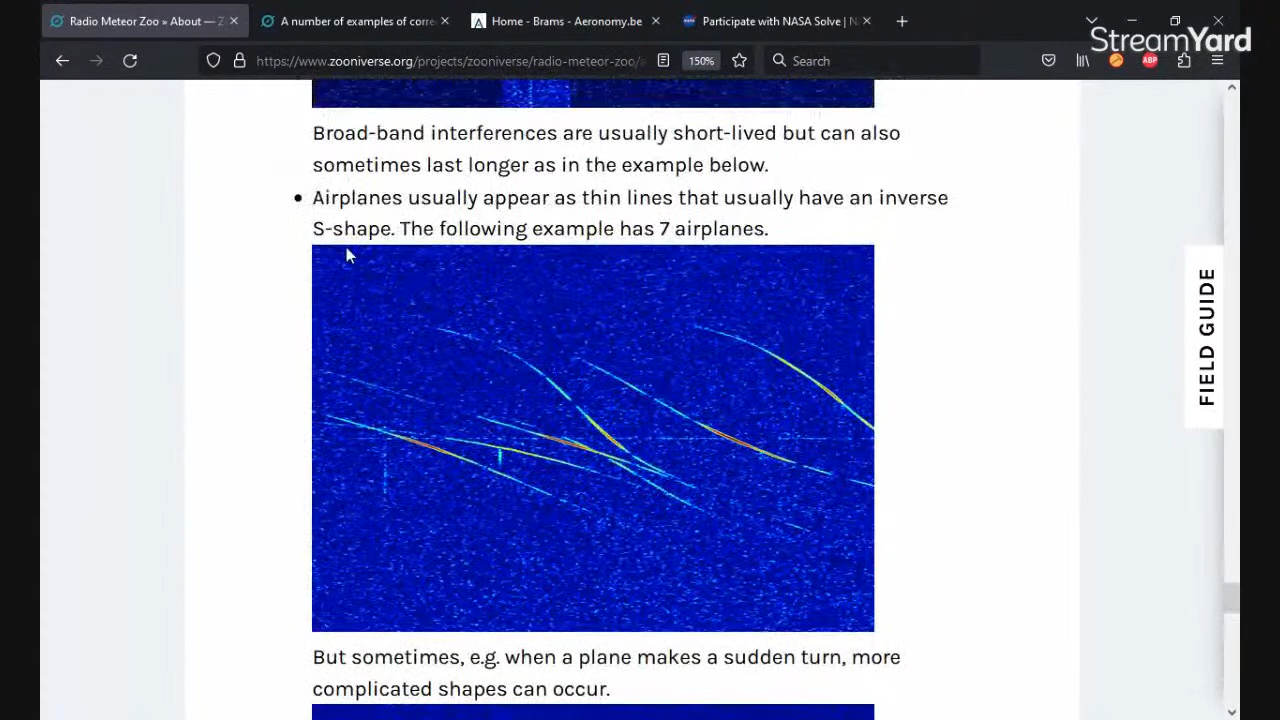 Radio Meteor Zoo » About — Z
A number of examples of corre
Home - Brams - Aeronomy.be
Participate with NASA Solve | N
StreamYard
https://www.zooniverse.org/projects/zooniverse/radio-meteor-zoo/a
150%
Search
ABP
Broad-band interferences are usually short-lived but can also
sometimes last longer as in the example below.
Airplanes usually appear as thin lines that usually have an inverse
S-shape. The following example has 7 airplanes.
FIELD GUIDE
But sometimes, e.g. when a plane makes a sudden turn, more
complicated shapes can occur.